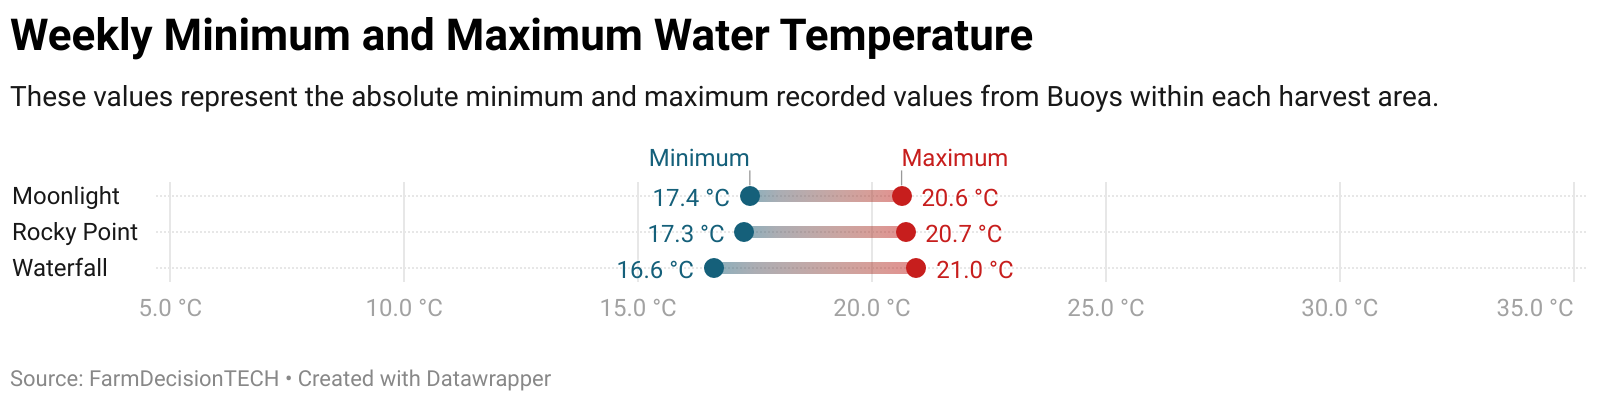 Weekly Minimum and Maximum Water Temperature
These values represent the absolute minimum and maximum recorded values from Buoys within each harvest area.
Minimum Maximum
Moonlight 17.4 °C 20.6 °C
Rocky Point 17.3 °C 20.7 °C
Waterfall 16.6 °C 21.0 °C
5.0 °C 10.0 °C 15.0 °C 20.0 °C 25.0 °C 30.0 °C 35.0 °C
Source: FarmDecisionTECH • Created with Datawrapper